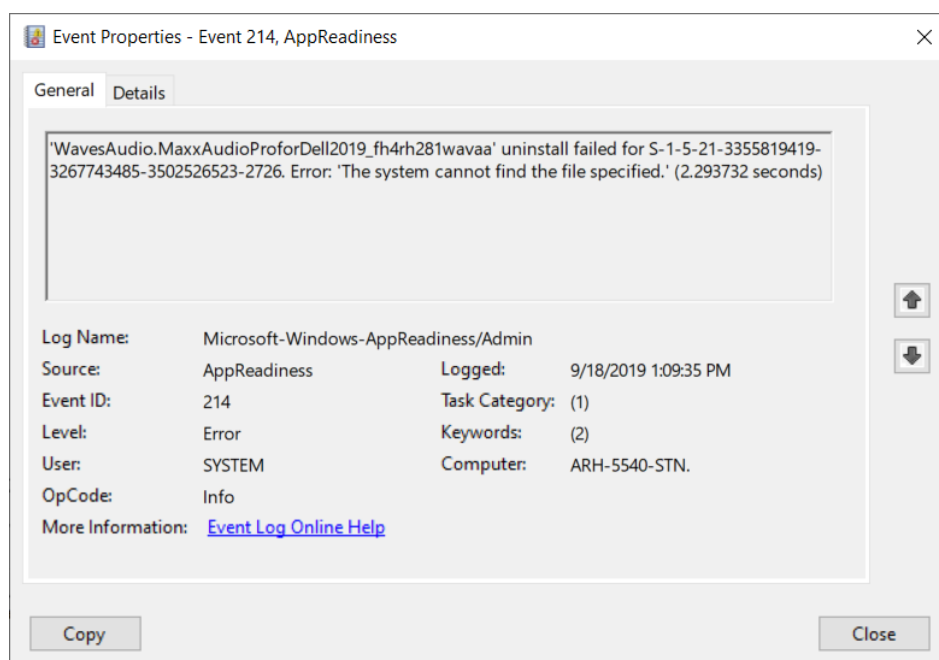 Event Properties - Event 214, AppReadiness
General Details
'WavesAudio.MaxxAudioProforDell2019_fh4rh281wavaa' uninstall failed for S-1-5-21-3355819419-
3267743485-3502526523-2726. Error: 'The system cannot find the file specified.' (2.293732 seconds)
Log Name: Microsoft-Windows-AppReadiness/Admin
Source: AppReadiness Logged: 9/18/2019 1:09:35 PM
Event ID: 214 Task Category: (1)
Level: Error Keywords: (2)
User: SYSTEM Computer: ARH-5540-STN.
OpCode: Info
More Information: Event Log Online Help
Copy Close